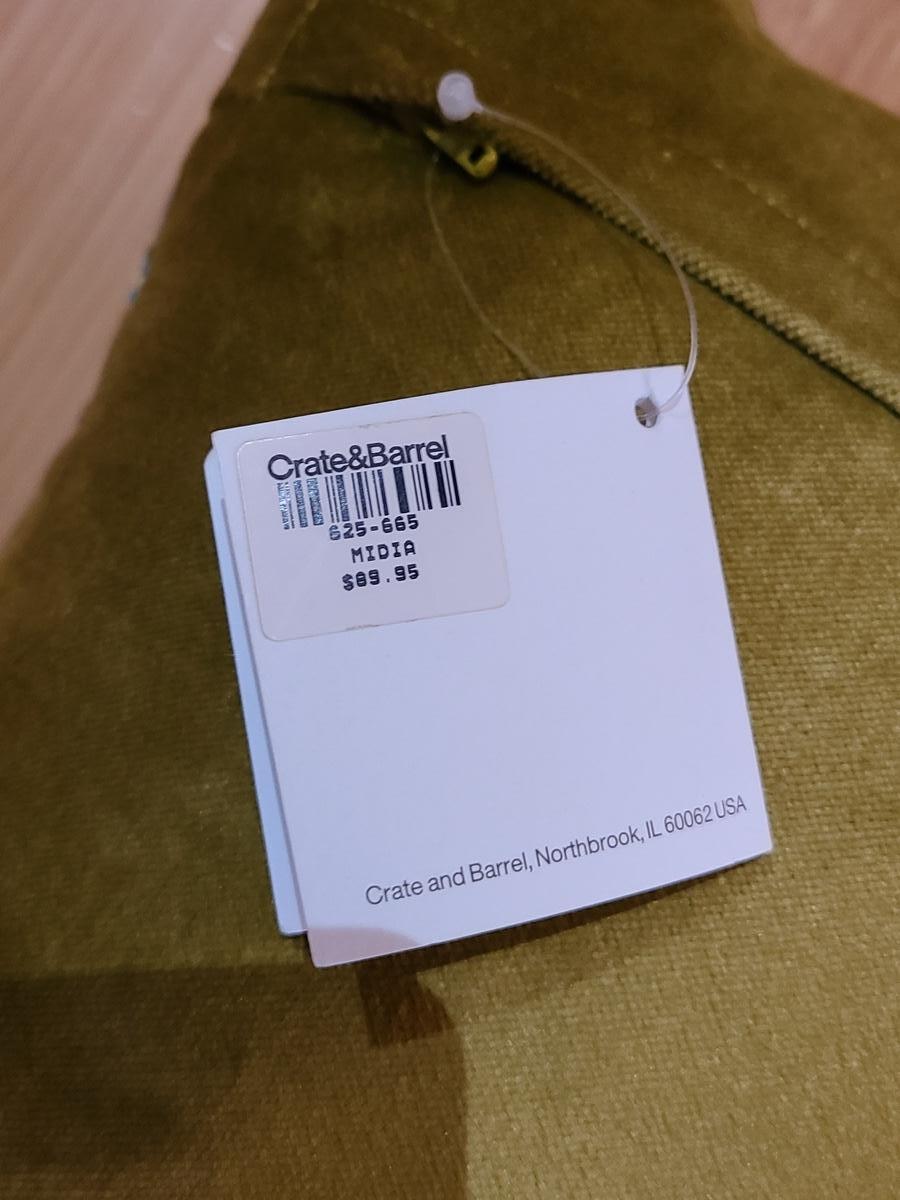 Crate&Barrel
625-665
MIDIA
$89.95
Crate and Barrel, Northbrook, IL 60062 USA